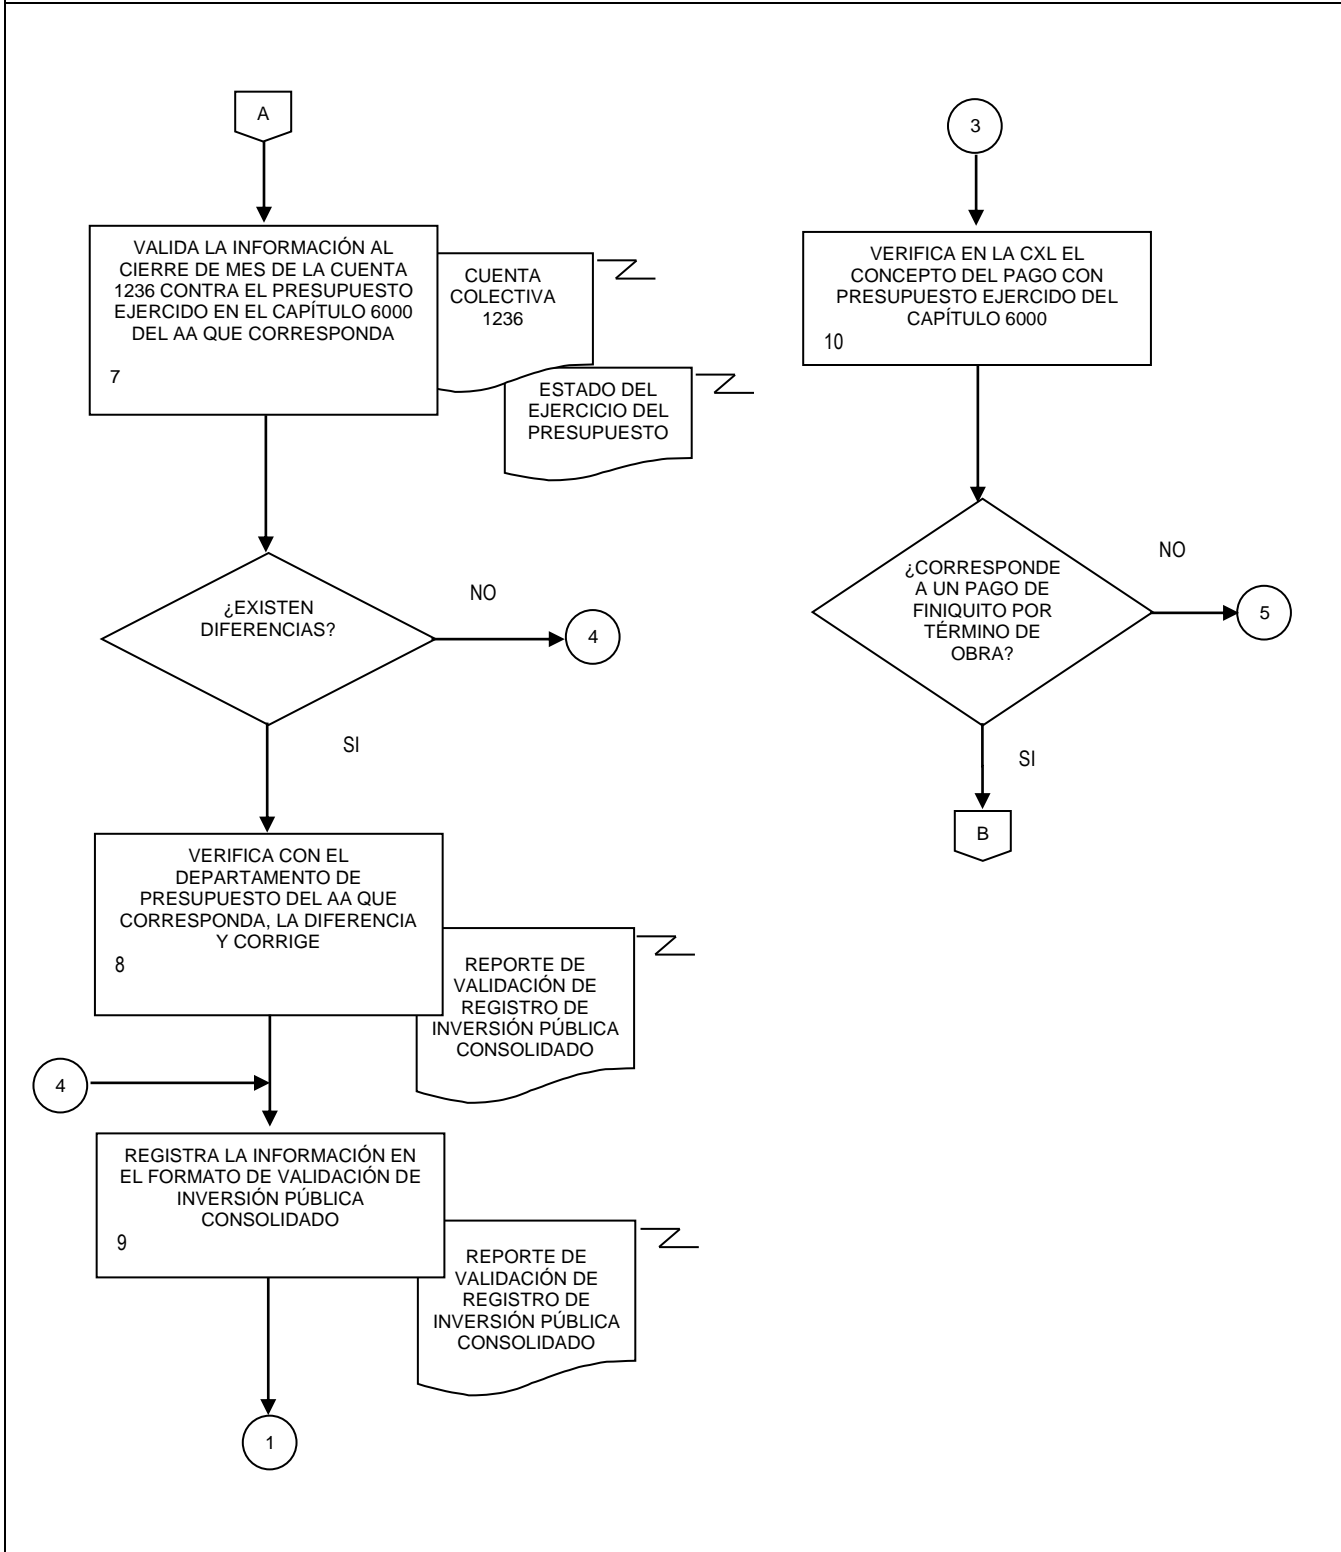 A
VALIDA LA INFORMACIÓN AL
CIERRE DE MES DE LA CUENTA
1236 CONTRA EL PRESUPUESTO
EJERCIDO EN EL CAPÍTULO 6000
DEL AA QUE CORRESPONDA
7
CUENTA
COLECTIVA
1236
ESTADO DEL
EJERCICIO DEL
PRESUPUESTO
¿EXISTEN
DIFERENCIAS?
NO
4
SI
VERIFICA CON EL
DEPARTAMENTO DE
PRESUPUESTO DEL AA QUE
CORRESPONDA, LA DIFERENCIA
Y CORRIGE
8
REPORTE DE
VALIDACIÓN DE
REGISTRO DE
INVERSIÓN PÚBLICA
CONSOLIDADO
4
REGISTRA LA INFORMACIÓN EN
EL FORMATO DE VALIDACIÓN DE
INVERSIÓN PÚBLICA
CONSOLIDADO
9
REPORTE DE
VALIDACIÓN DE
REGISTRO DE
INVERSIÓN PÚBLICA
CONSOLIDADO
1
3
VERIFICA EN LA CXL EL
CONCEPTO DEL PAGO CON
PRESUPUESTO EJERCIDO DEL
CAPÍTULO 6000
10
¿CORRESPONDE
A UN PAGO DE
FINIQUITO POR
TÉRMINO DE
OBRA?
NO
5
SI
B